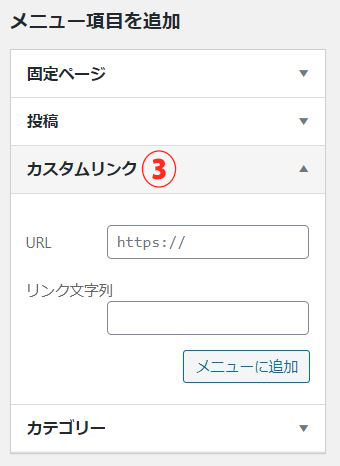 メニュー項目を追加
固定ページ ▼
投稿 ▼
カスタムリンク ③ ▲
URL https://
リンク文字列
メニューに追加
カテゴリー ▼